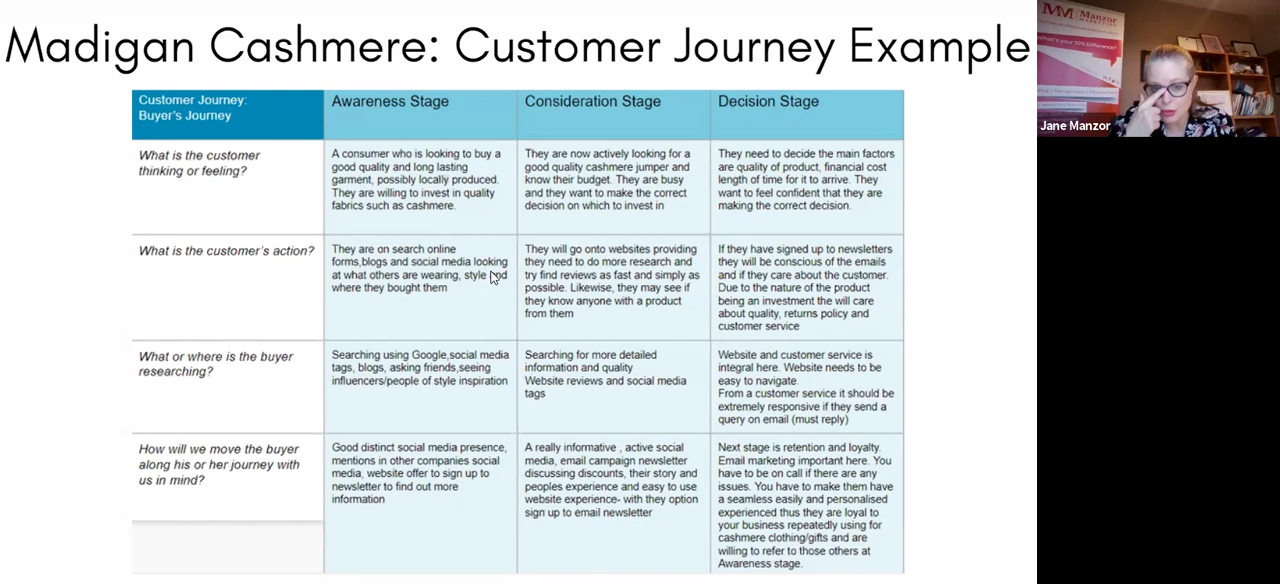 Madigan Cashmere: Customer Journey Example
Customer Journey:
Buyer's Journey
Awareness Stage
Consideration Stage
Decision Stage
What is the customer
thinking or feeling?
A consumer who is looking to buy a
good quality and long lasting
garment, possibly locally produced.
They are willing to invest in quality
fabrics such as cashmere.
They are now actively looking for a
good quality cashmere jumper and
know their budget. They are busy
and they want to make the correct
decision on which to invest in
They need to decide the main factors
are quality of product, financial cost
length of time for it to arrive. They
want to feel confident that they are
making the correct decision.
What is the customer's action?
They are on search online
forms,blogs and social media looking
at what others are wearing, style and
where they bought them
They will go onto websites providing
they need to do more research and
try find reviews as fast and simply as
possible. Likewise, they may see if
they know anyone with a product
from them
If they have signed up to newsletters
they will be conscious of the emails
and if they care about the customer.
Due to the nature of the product
being an investment the will care
about quality, returns policy and
customer service
What or where is the buyer
researching?
Searching using Google,social media
tags, blogs, asking friends,seeing
influencers/people of style inspiration
Searching for more detailed
information and quality
Website reviews and social media
tags
Website and customer service is
integral here. Website needs to be
easy to navigate.
From a customer service it should be
extremely responsive if they send a
query on email (must reply)
How will we move the buyer
along his or her journey with
us in mind?
Good distinct social media presence,
mentions in other companies social
media, website offer to sign up to
newsletter to find out more
information
A really informative , active social
media, email campaign newsletter
discussing discounts, their story and
peoples experience and easy to use
website experience- with they option
sign up to email newsletter
Next stage is retention and loyalty.
Email marketing important here. You
have to be on call if there are any
issues. You have to make them have
a seamless easily and personalised
experienced thus they are loyal to
your business repeatedly using for
cashmere clothing/gifts and are
willing to refer to those others at
Awareness stage.
MM Manzor
MARKETING
What's your 10% Difference?
Jane Manzor